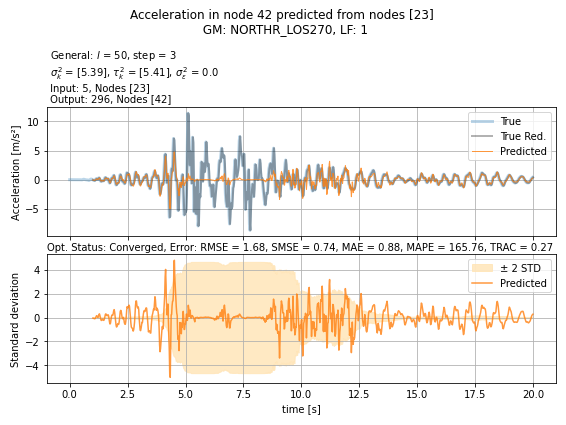 Acceleration in node 42 predicted from nodes [23]
GM: NORTHR_LOS270, LF: 1
General: l = 50, step = 3
σ²ₖ = [5.39], τ²ₖ = [5.41], σ²ε = 0.0
Input: 5, Nodes [23]
Output: 296, Nodes [42]
Acceleration [m/s²]
10
5
0
−5
True
True Red.
Predicted
Opt. Status: Converged, Error: RMSE = 1.68, SMSE = 0.74, MAE = 0.88, MAPE = 165.76, TRAC = 0.27
Standard deviation
4
2
0
−2
−4
± 2 STD
Predicted
0.0 2.5 5.0 7.5 10.0 12.5 15.0 17.5 20.0
time [s]